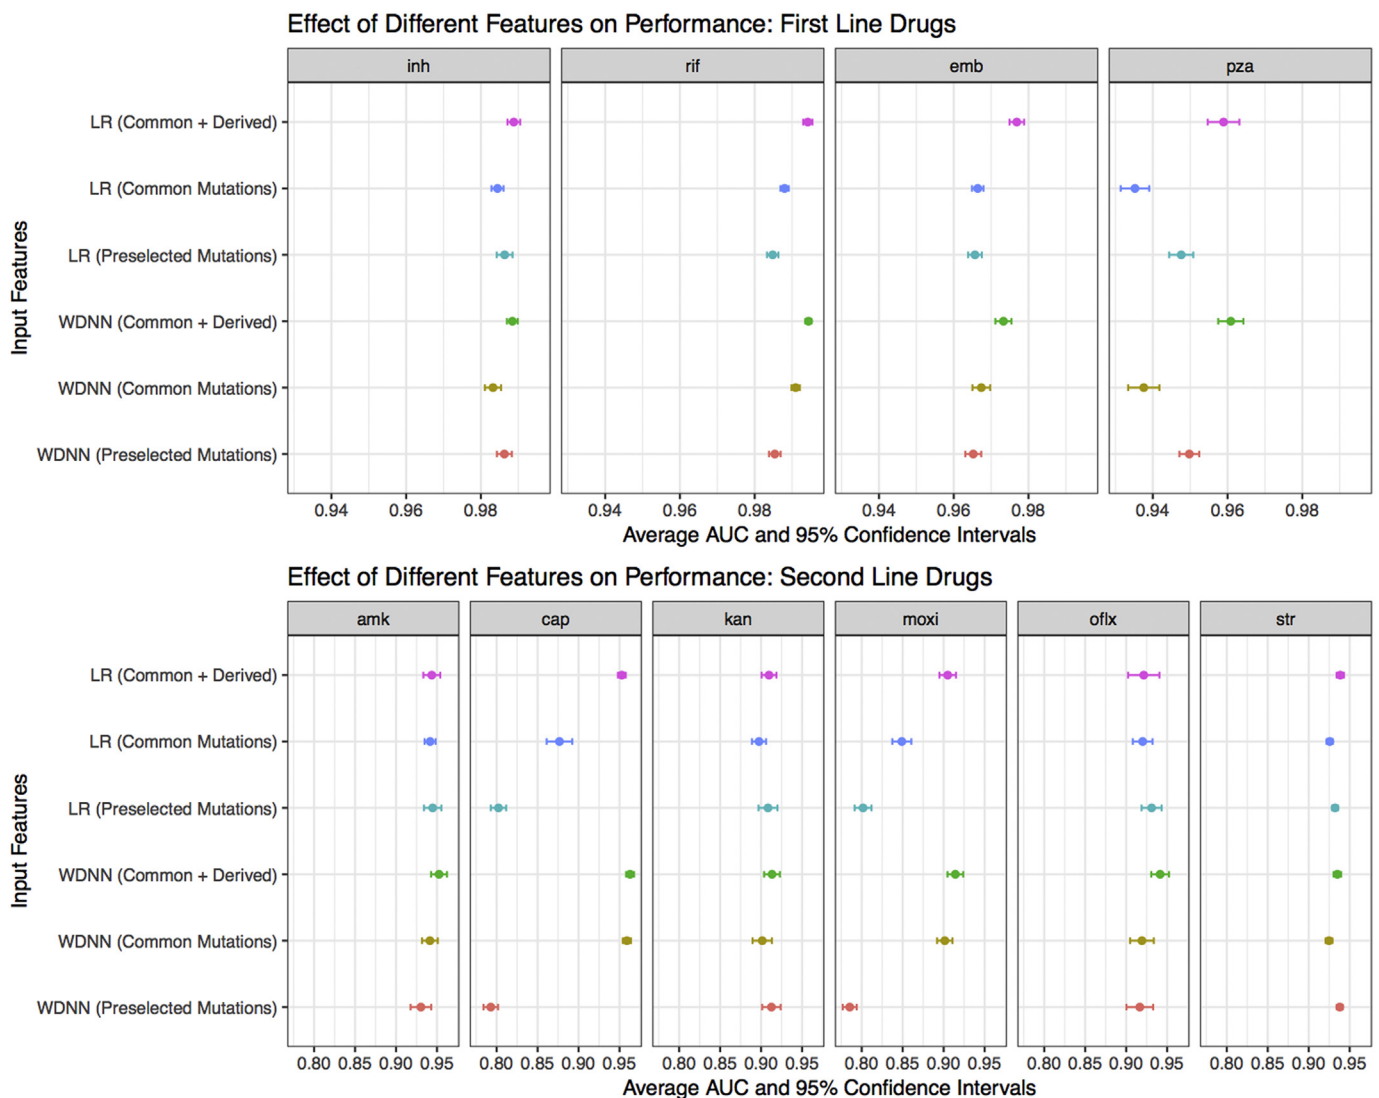 Effect of Different Features on Performance: First Line Drugs
inh rif emb pza
Input Features
LR (Common + Derived)
LR (Common Mutations)
LR (Preselected Mutations)
WDNN (Common + Derived)
WDNN (Common Mutations)
WDNN (Preselected Mutations)
0.94 0.96 0.98 0.94 0.96 0.98 0.94 0.96 0.98 0.94 0.96 0.98
Average AUC and 95% Confidence Intervals
Effect of Different Features on Performance: Second Line Drugs
amk cap kan moxi oflx str
Input Features
LR (Common + Derived)
LR (Common Mutations)
LR (Preselected Mutations)
WDNN (Common + Derived)
WDNN (Common Mutations)
WDNN (Preselected Mutations)
0.80 0.85 0.90 0.95 0.80 0.85 0.90 0.95 0.80 0.85 0.90 0.95 0.80 0.85 0.90 0.95 0.80 0.85 0.90 0.95 0.80 0.85 0.90 0.95
Average AUC and 95% Confidence Intervals